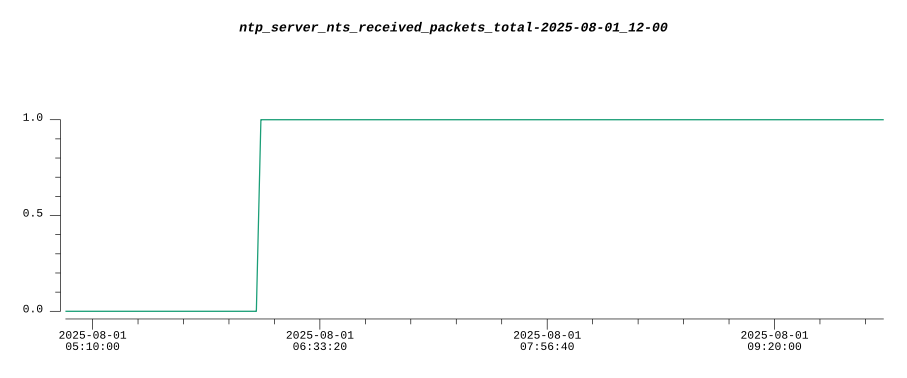 ntp_server_nts_received_packets_total-2025-08-01_12-00
1.0
0.5
0.0
2025-08-01 2025-08-01 2025-08-01 2025-08-01
05:10:00 06:33:20 07:56:40 09:20:00